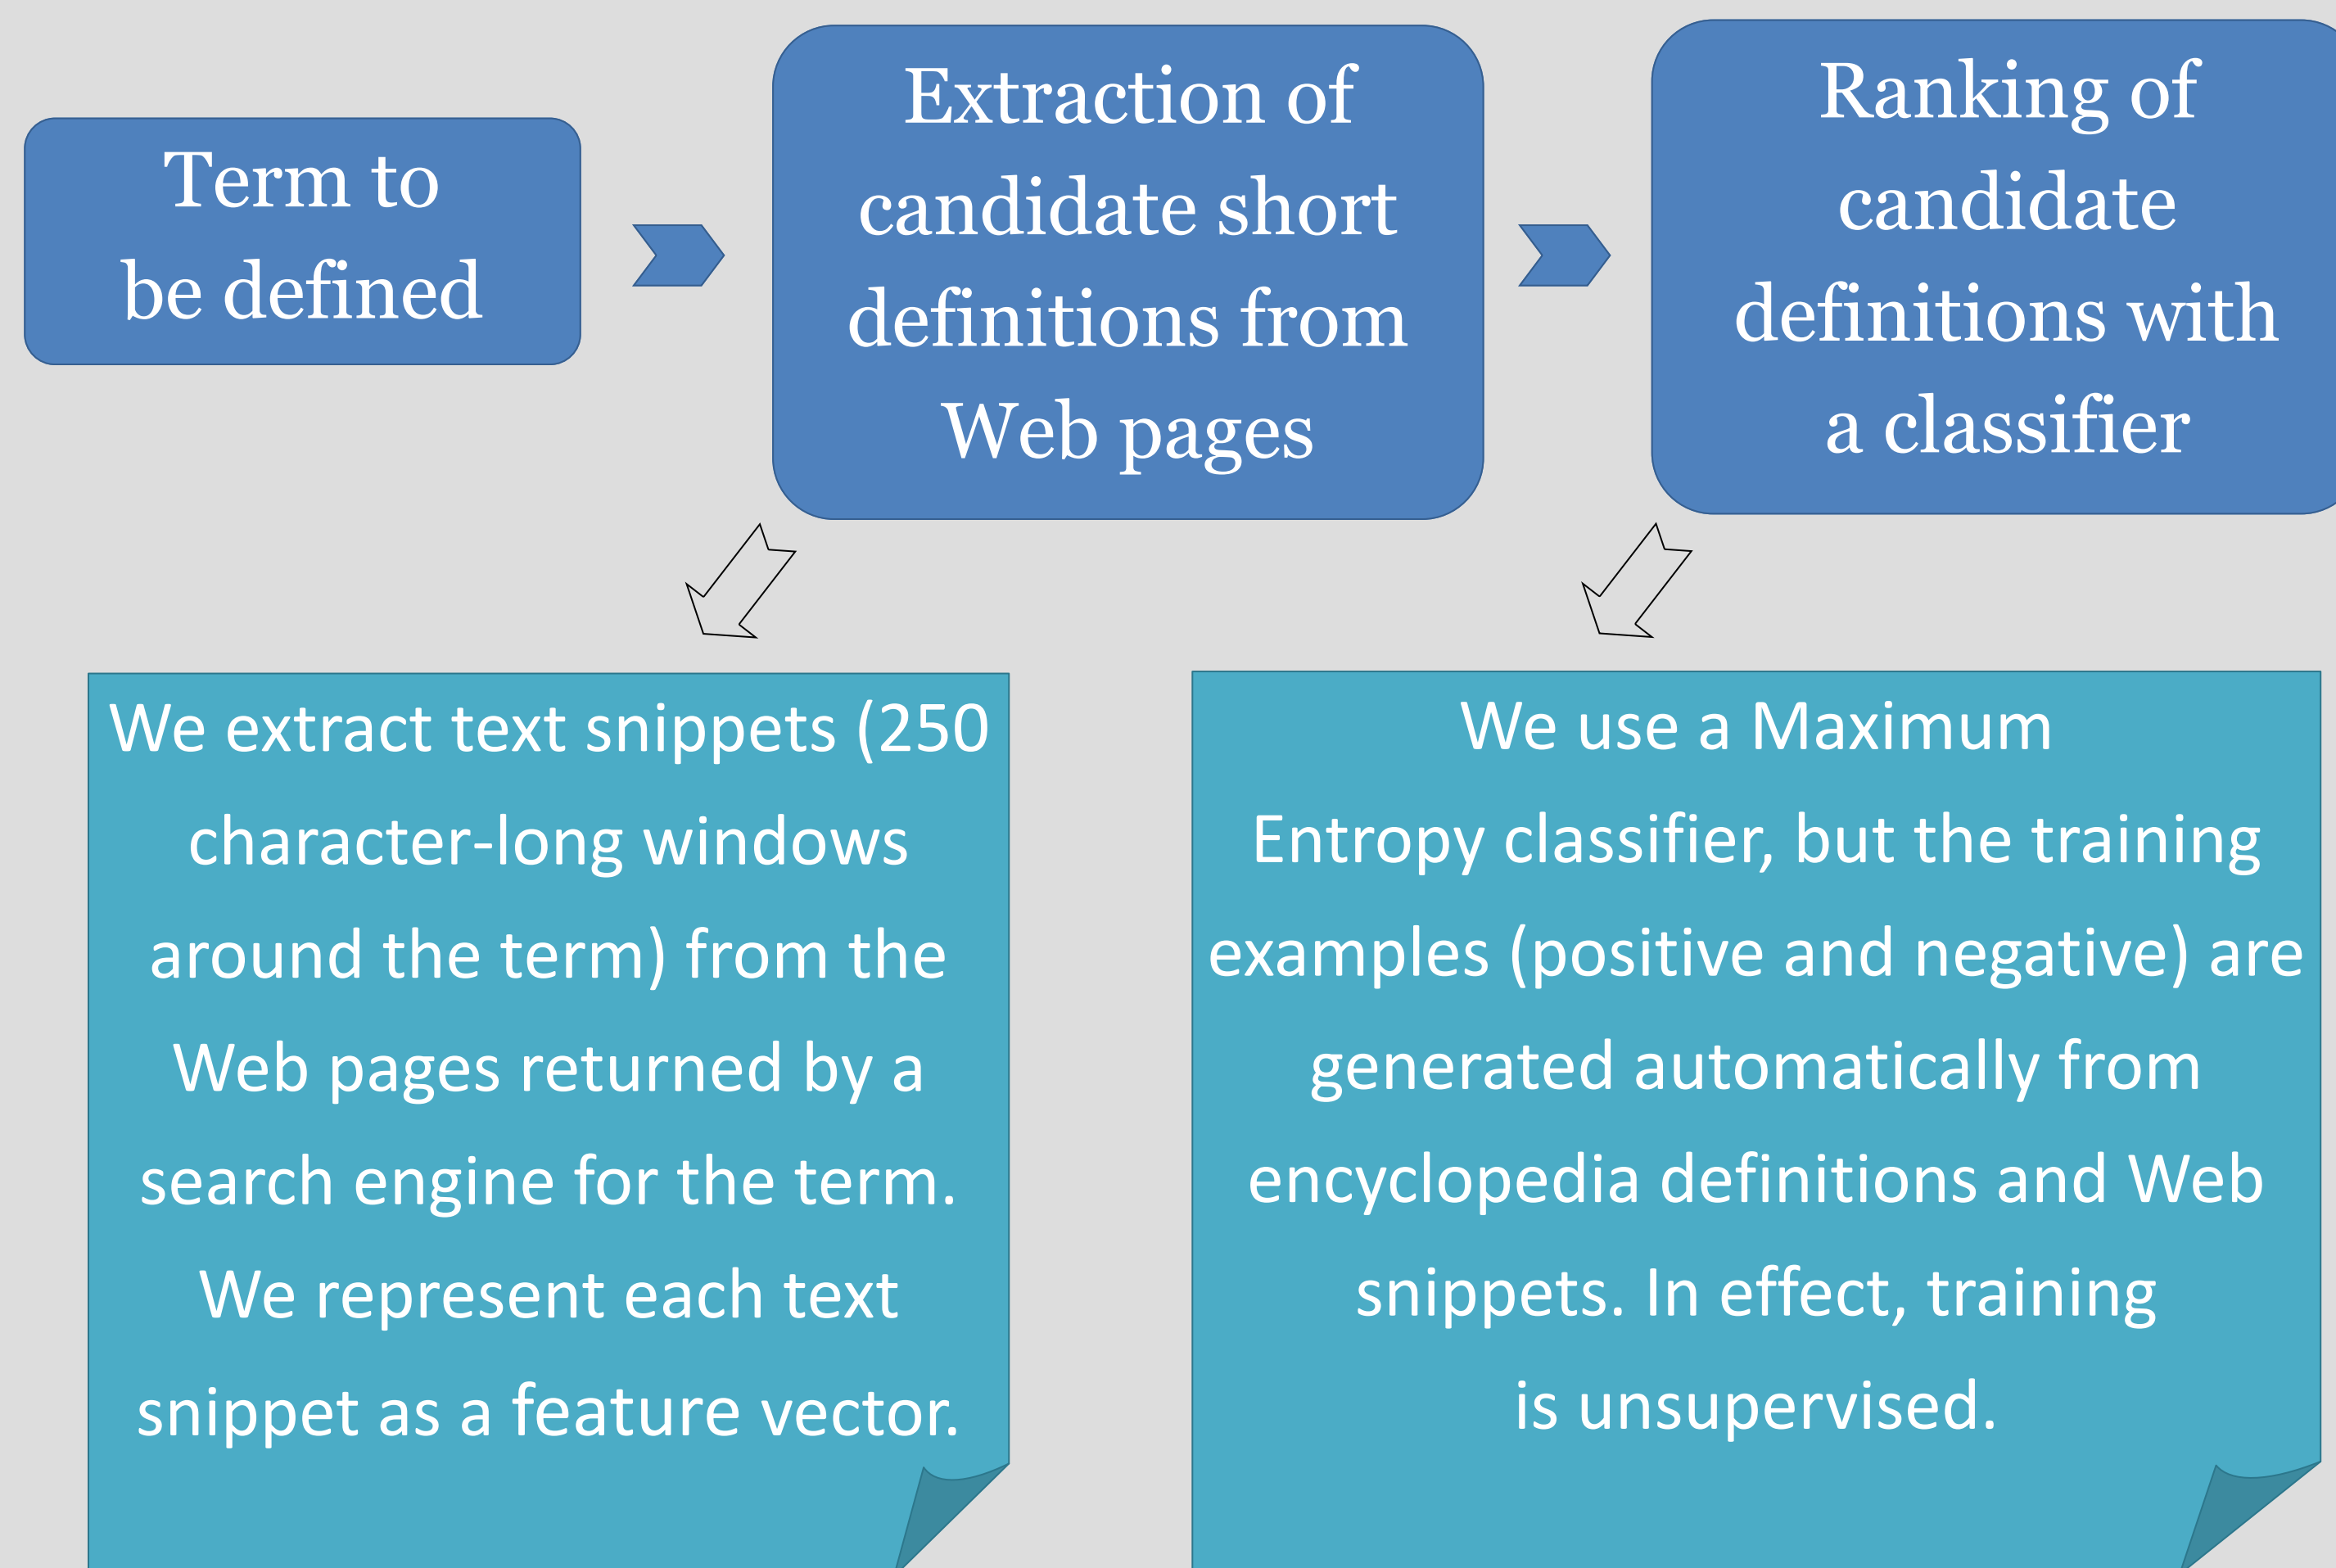 Term to
be defined
Extraction of
candidate short
definitions from
Web pages
Ranking of
candidate
definitions with
a classifier
We extract text snippets (250
character-long windows
around the term) from the
Web pages returned by a
search engine for the term.
We represent each text
snippet as a feature vector.
We use a Maximum
Entropy classifier, but the training
examples (positive and negative) are
generated automatically from
encyclopedia definitions and Web
snippets. In effect, training
is unsupervised.